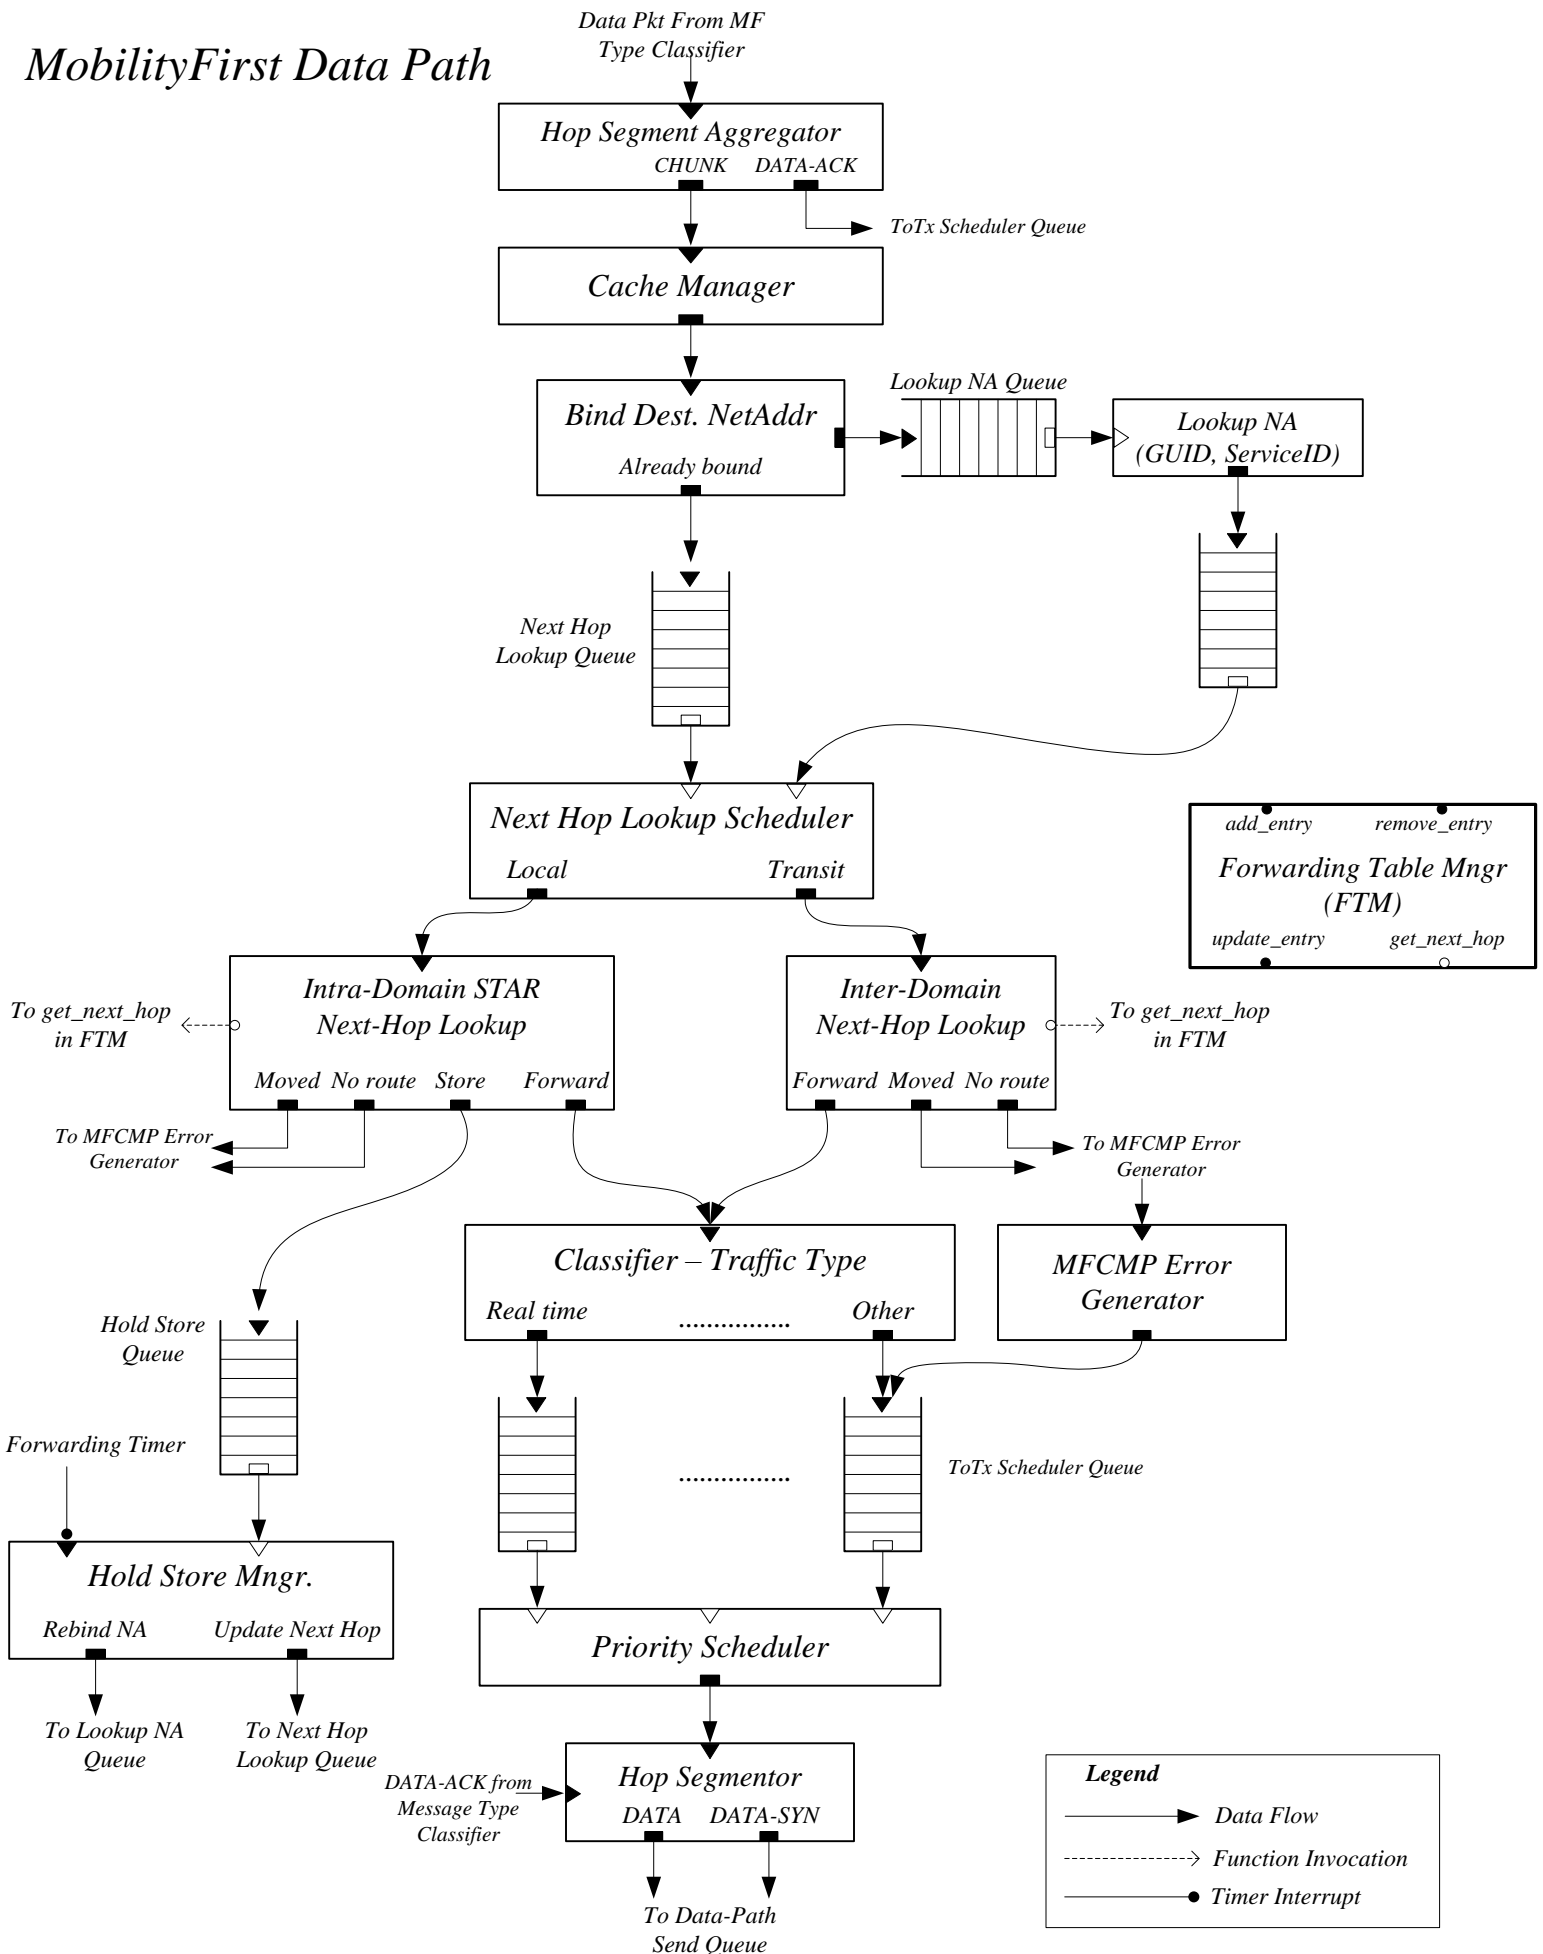 Data Pkt From MF
Type Classifier
MobilityFirst Data Path
Hop Segment Aggregator
CHUNK DATA-ACK
ToTx Scheduler Queue
Cache Manager
Lookup NA Queue
Bind Dest. NetAddr
Already bound
Lookup NA
(GUID, ServiceID)
Next Hop
Lookup Queue
Next Hop Lookup Scheduler
Local Transit
add_entry remove_entry
Forwarding Table Mngr
(FTM)
update_entry get_next_hop
Intra-Domain STAR
Next-Hop Lookup
To get_next_hop
in FTM
Moved No route Store Forward
Inter-Domain
Next-Hop Lookup
To get_next_hop
in FTM
Forward Moved No route
To MFCMP Error
Generator
To MFCMP Error
Generator
Classifier – Traffic Type
Real time ................ Other
MFCMP Error
Generator
Hold Store
Queue
Forwarding Timer
................
ToTx Scheduler Queue
Hold Store Mngr.
Rebind NA Update Next Hop
Priority Scheduler
To Lookup NA
Queue
To Next Hop
Lookup Queue
DATA-ACK from
Message Type
Classifier
Hop Segmentor
DATA DATA-SYN
To Data-Path
Send Queue
Legend
Data Flow
Function Invocation
Timer Interrupt